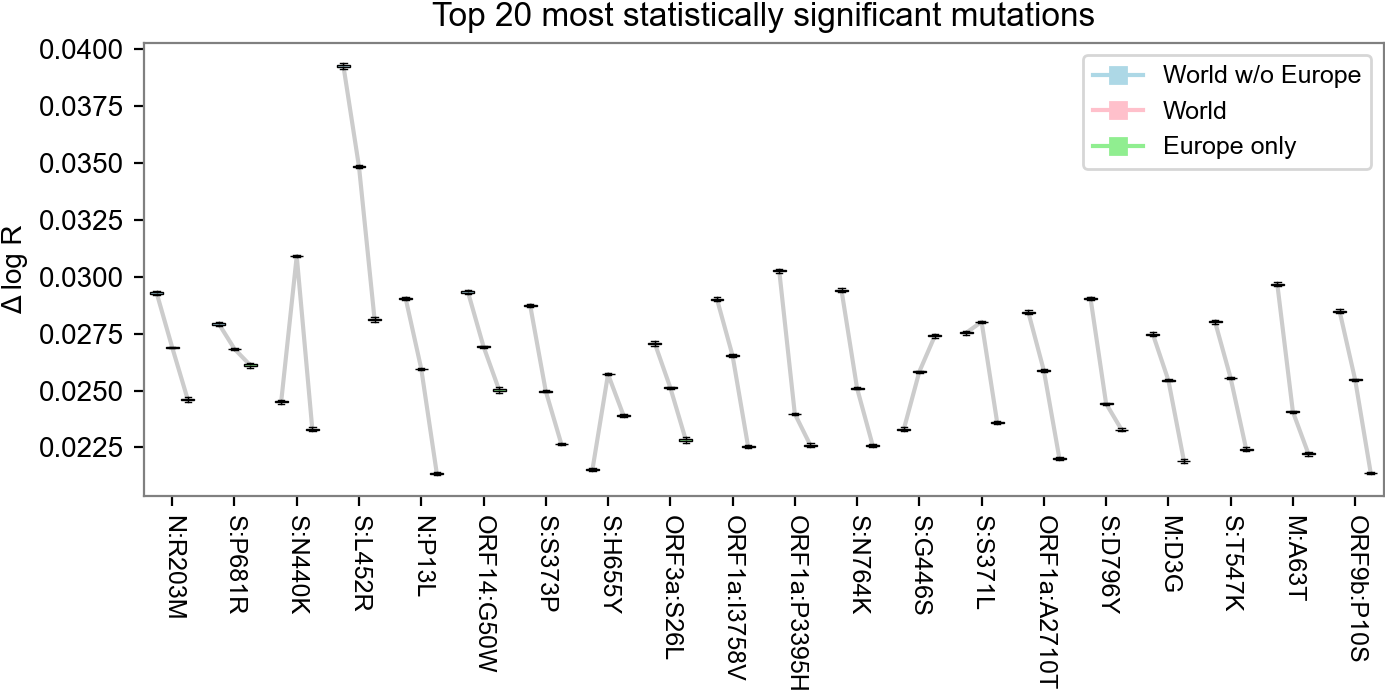 Top 20 most statistically significant mutations
Δ log R
0.0400
0.0375
0.0350
0.0325
0.0300
0.0275
0.0250
0.0225
World w/o Europe
World
Europe only
N:R203M
S:P681R
S:N440K
S:L452R
N:P13L
ORF14:G50W
S:S373P
S:H655Y
ORF3a:S26L
ORF1a:I3758V
ORF1a:P3395H
S:N764K
S:G446S
S:S371L
ORF1a:A2710T
S:D796Y
M:D3G
S:T547K
M:A63T
ORF9b:P10S